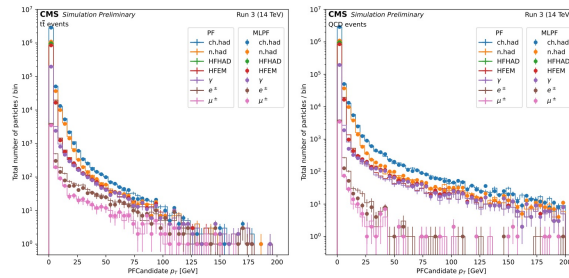 CMS Simulation Preliminary Run 3 (14 TeV)
tt̄ events
PF MLPF
ch.had ch.had
n.had n.had
HFHAD HFHAD
HFEM HFEM
γ γ
e± e±
μ± μ±
Total number of particles / bin
10⁷
10⁶
10⁵
10⁴
10³
10²
10¹
10⁰
0 25 50 75 100 125 150 175 200
PFCandidate pT [GeV]
CMS Simulation Preliminary Run 3 (14 TeV)
QCD events
PF MLPF
ch.had ch.had
n.had n.had
HFHAD HFHAD
HFEM HFEM
γ γ
e± e±
μ± μ±
Total number of particles / bin
10⁷
10⁶
10⁵
10⁴
10³
10²
10¹
10⁰
0 25 50 75 100 125 150 175 200
PFCandidate pT [GeV]